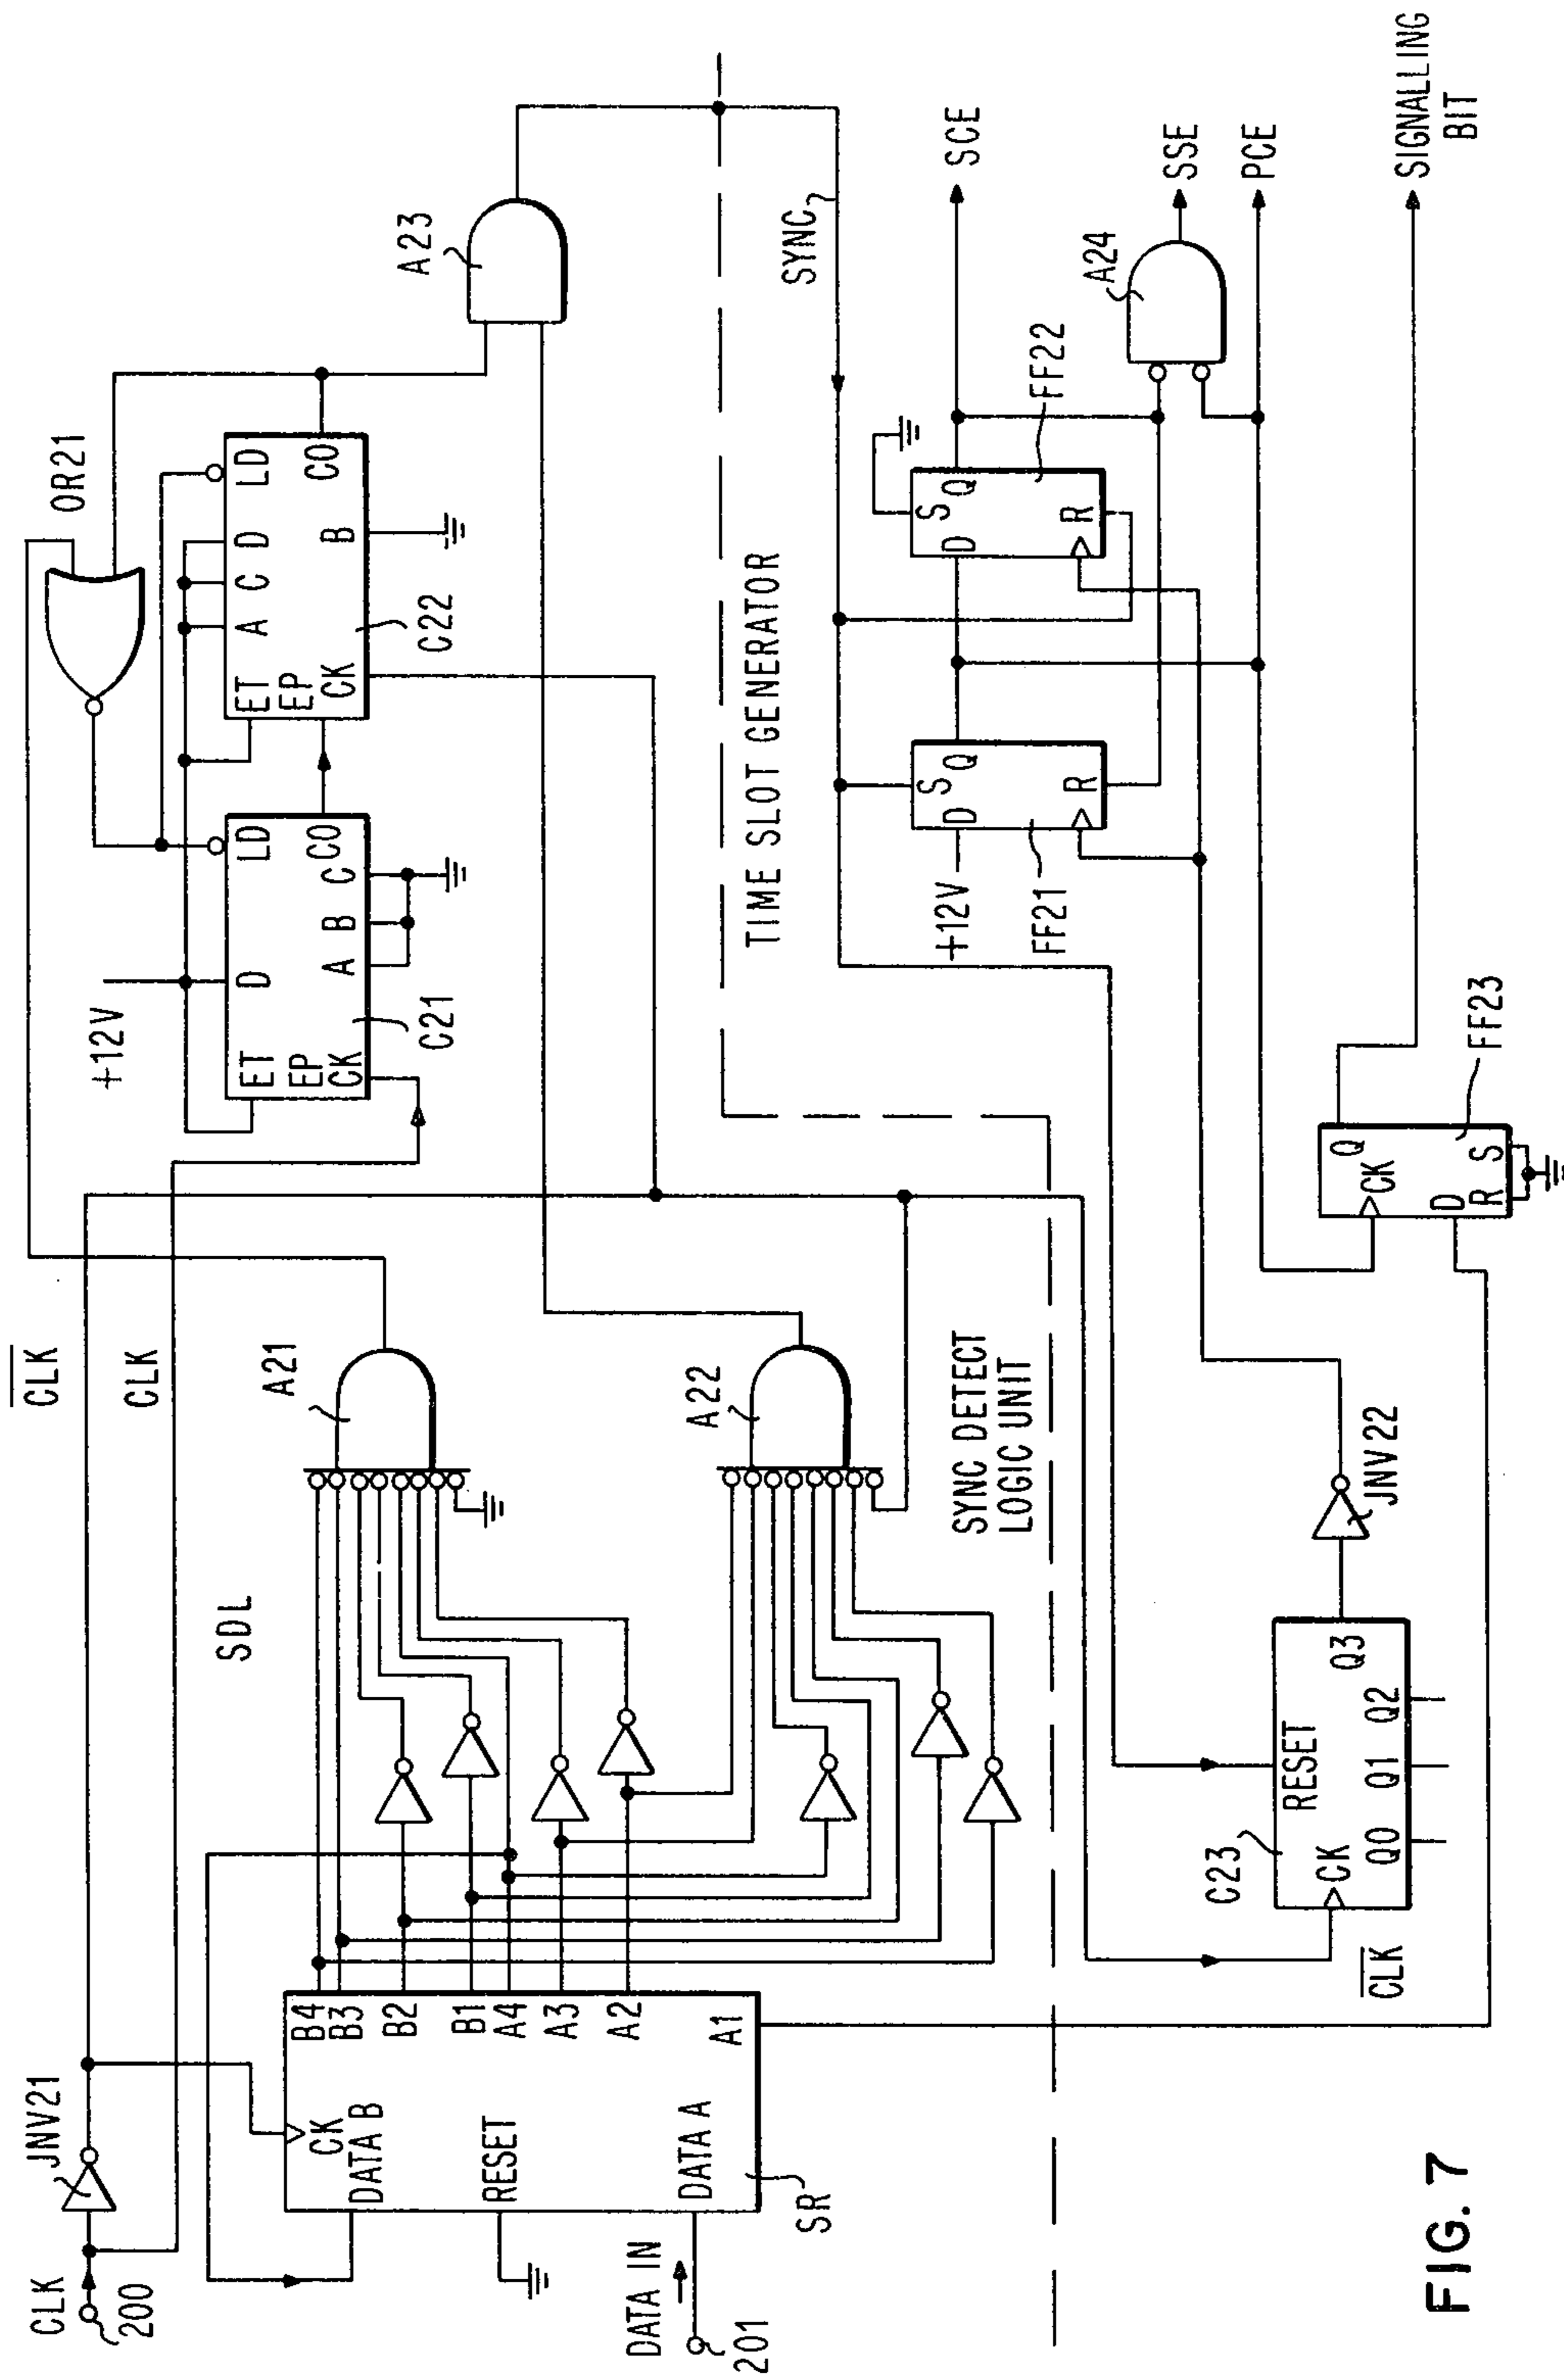 CLK
200
JNV21
CLK
CLK
CK
DATA B
RESET
DATA A
SR
DATA IN
201
B4
B3
B2
B1
A4
A3
A2
A1
SDL
A21
A22
SYNC DETECT
LOGIC UNIT
+12V
ET
EP
CK
D
LD
A
B
C
CO
C21
OR21
ET
EP
CK
A
C
D
LD
B
CO
C22
A23
TIME SLOT GENERATOR
SYNC
+12V
D
S
Q
R
FF21
D
S
Q
R
FF22
SCE
A24
SSE
PCE
C23
CK
RESET
Q0
Q1
Q2
Q3
CLK
JNV22
CK
Q
D
R
S
FF23
SIGNALLING
BIT
FIG. 7